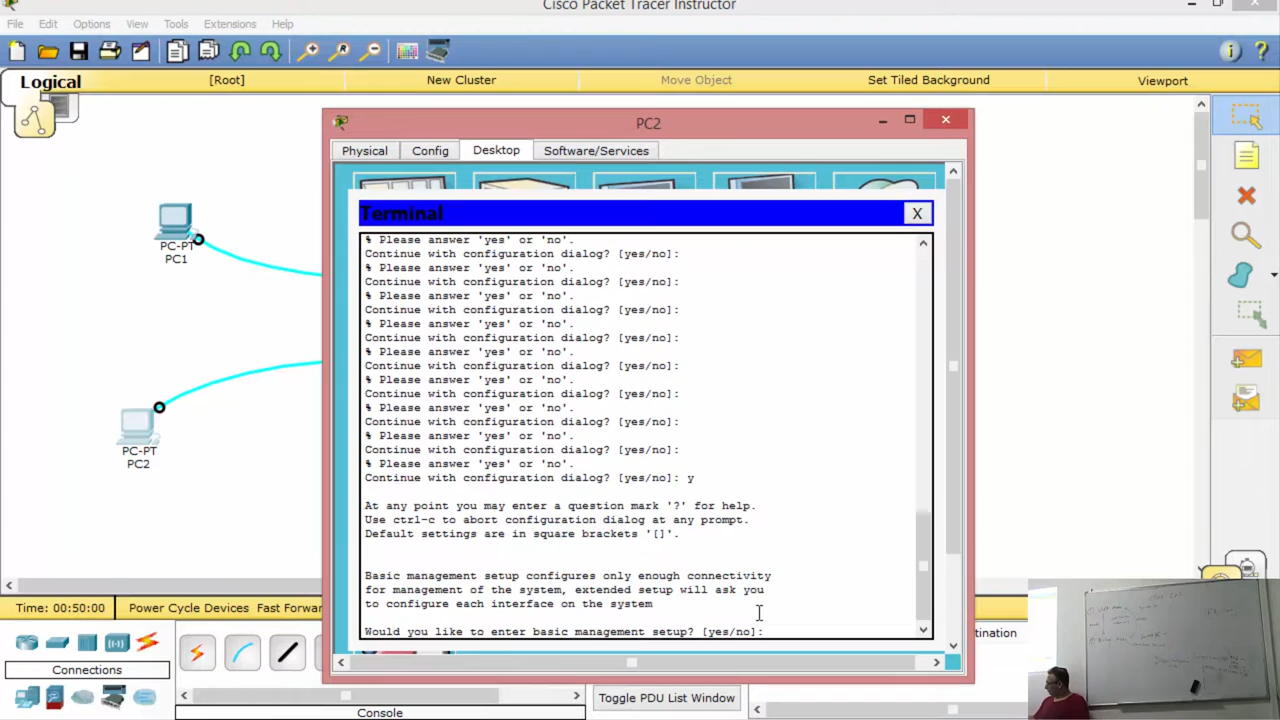 Cisco Packet Tracer Instructor
File Edit Options View Tools Extensions Help
Logical
[Root]
New Cluster
Move Object
Set Tiled Background
Viewport
PC2
Physical Config Desktop Software/Services
Terminal
X
% Please answer 'yes' or 'no'.
Continue with configuration dialog? [yes/no]:
% Please answer 'yes' or 'no'.
Continue with configuration dialog? [yes/no]:
% Please answer 'yes' or 'no'.
Continue with configuration dialog? [yes/no]:
% Please answer 'yes' or 'no'.
Continue with configuration dialog? [yes/no]:
% Please answer 'yes' or 'no'.
Continue with configuration dialog? [yes/no]:
% Please answer 'yes' or 'no'.
Continue with configuration dialog? [yes/no]:
% Please answer 'yes' or 'no'.
Continue with configuration dialog? [yes/no]:
% Please answer 'yes' or 'no'.
Continue with configuration dialog? [yes/no]:
% Please answer 'yes' or 'no'.
Continue with configuration dialog? [yes/no]: y
At any point you may enter a question mark '?' for help.
Use ctrl-c to abort configuration dialog at any prompt.
Default settings are in square brackets '[]'.
Basic management setup configures only enough connectivity
for management of the system, extended setup will ask you
to configure each interface on the system
Would you like to enter basic management setup? [yes/no]:
PC-PT
PC1
PC-PT
PC2
Time: 00:50:00 Power Cycle Devices Fast Forwar
tination
Connections
Toggle PDU List Window
Console